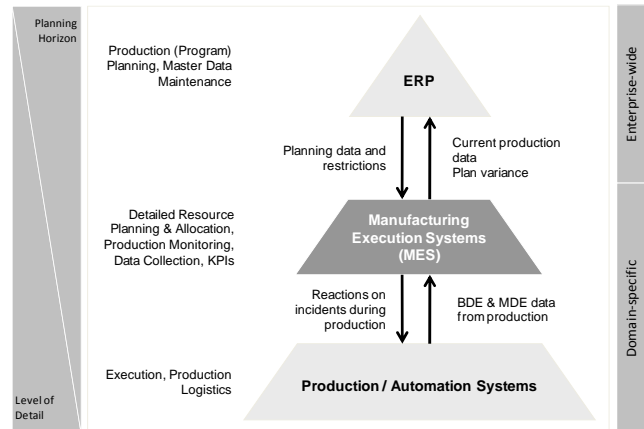 Planning
Horizon
Production (Program)
Planning, Master Data
Maintenance
ERP
Enterprise-wide
Planning data and
restrictions
Current production
data
Plan variance
Detailed Resource
Planning & Allocation,
Production Monitoring,
Data Collection, KPIs
Manufacturing
Execution Systems
(MES)
Domain-specific
Reactions on
incidents during
production
BDE & MDE data
from production
Execution, Production
Logistics
Production / Automation Systems
Level of
Detail